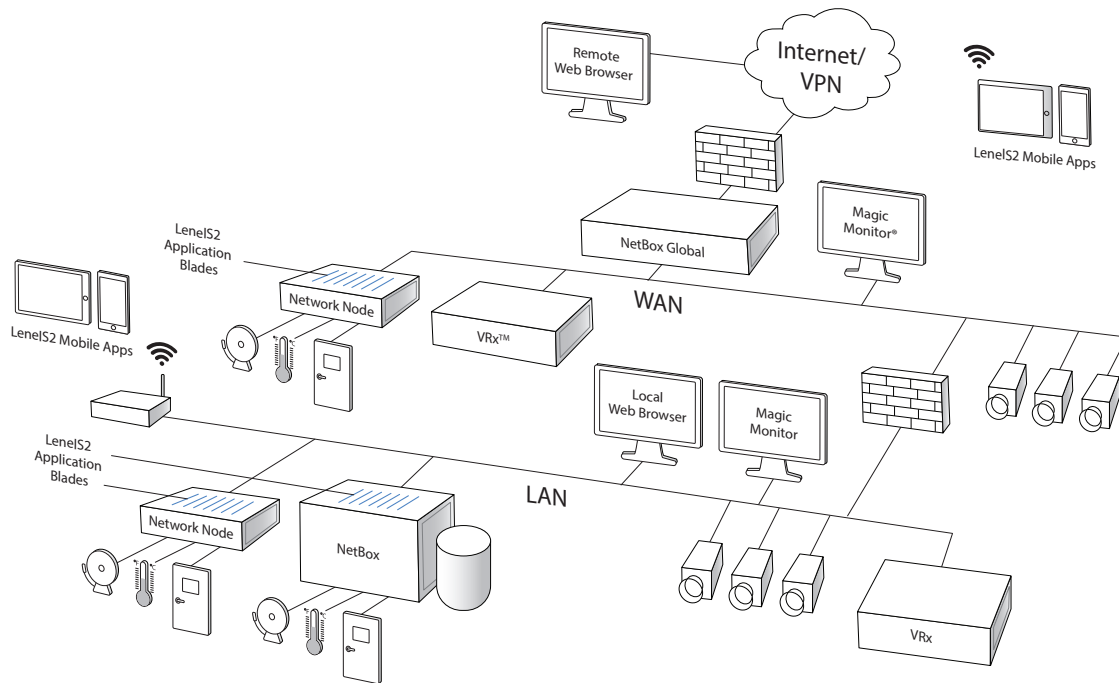 Remote
Web Browser
Internet/
VPN
LenelS2 Mobile Apps
NetBox Global
Magic
Monitor®
LenelS2
Application
Blades
Network Node
WAN
VRx™
LenelS2 Mobile Apps
°F °C
Local
Web Browser
Magic
Monitor
LenelS2
Application
Blades
LAN
Network Node
NetBox
°F °C
°F °C
VRx